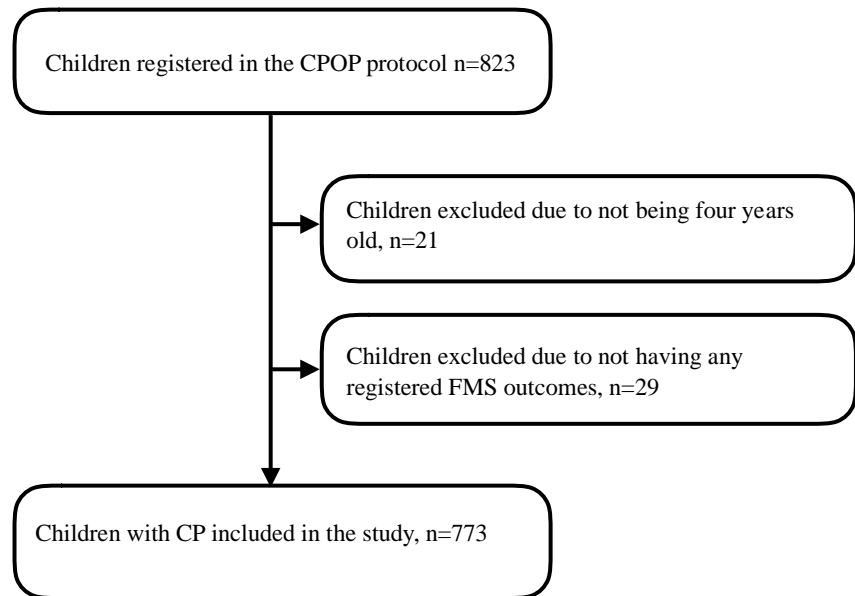 Children registered in the CPOP protocol n=823
Children excluded due to not being four years
old, n=21
Children excluded due to not having any
registered FMS outcomes, n=29
Children with CP included in the study, n=773